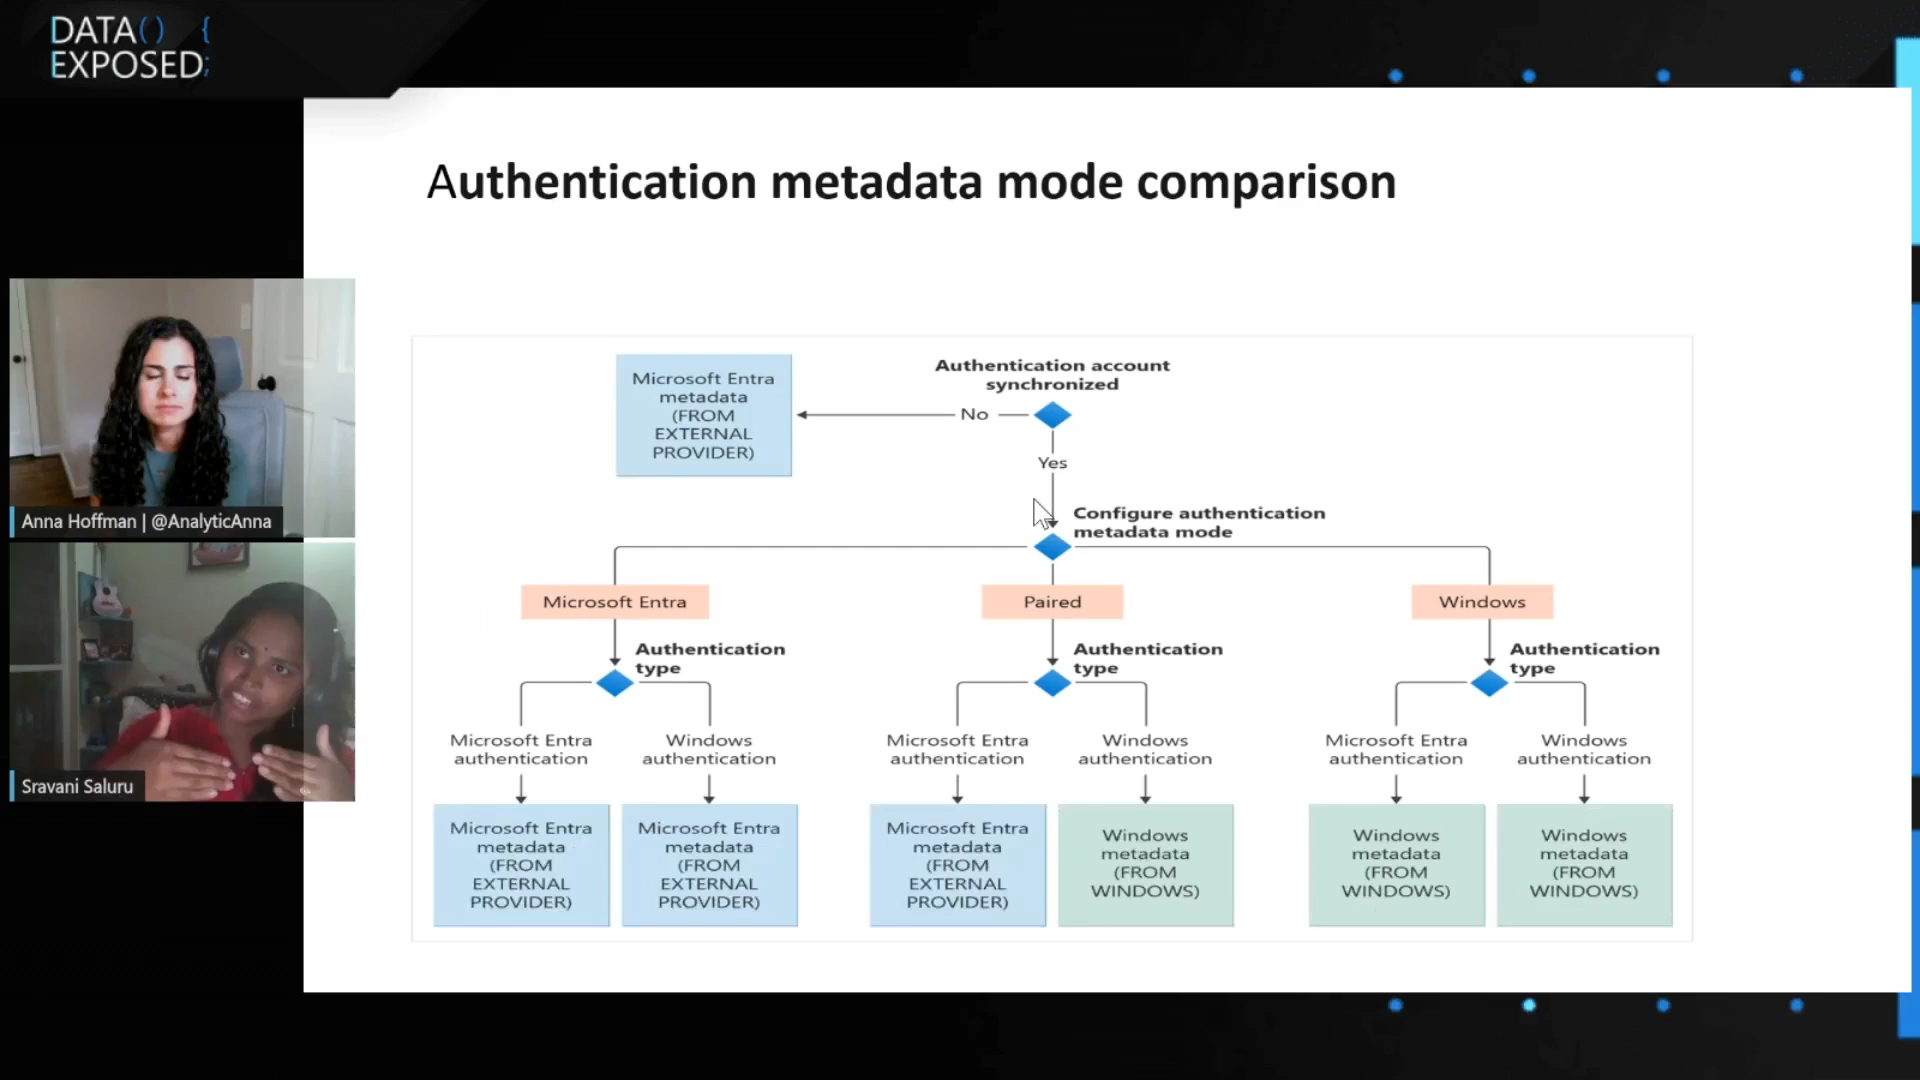 DATA() {
EXPOSED;
Authentication metadata mode comparison
Anna Hoffman | @AnalyticAnna
Sravani Saluru
Authentication account
synchronized
Microsoft Entra
metadata
(FROM
EXTERNAL
PROVIDER)
No
Yes
Configure authentication
metadata mode
Microsoft Entra
Paired
Windows
Authentication
type
Authentication
type
Authentication
type
Microsoft Entra
authentication
Windows
authentication
Microsoft Entra
authentication
Windows
authentication
Microsoft Entra
authentication
Windows
authentication
Microsoft Entra
metadata
(FROM
EXTERNAL
PROVIDER)
Microsoft Entra
metadata
(FROM
EXTERNAL
PROVIDER)
Microsoft Entra
metadata
(FROM
EXTERNAL
PROVIDER)
Windows
metadata
(FROM
WINDOWS)
Windows
metadata
(FROM
WINDOWS)
Windows
metadata
(FROM
WINDOWS)